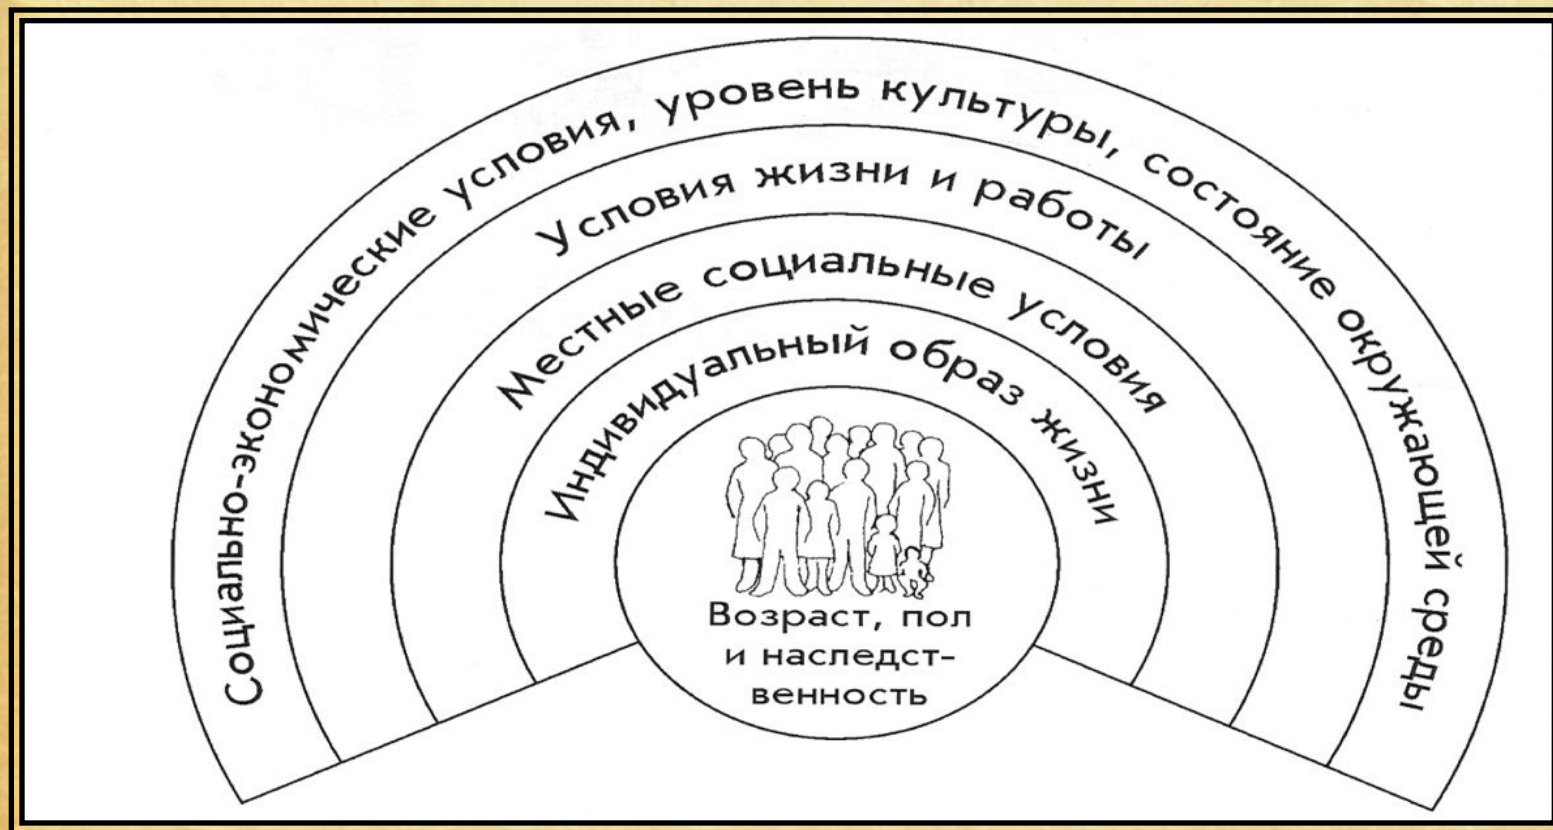 Социально-экономические условия, уровень культуры, состояние окружающей среды
Условия жизни и работы
Местные социальные условия
Индивидуальный образ жизни
Возраст, пол
и наследст-
венность